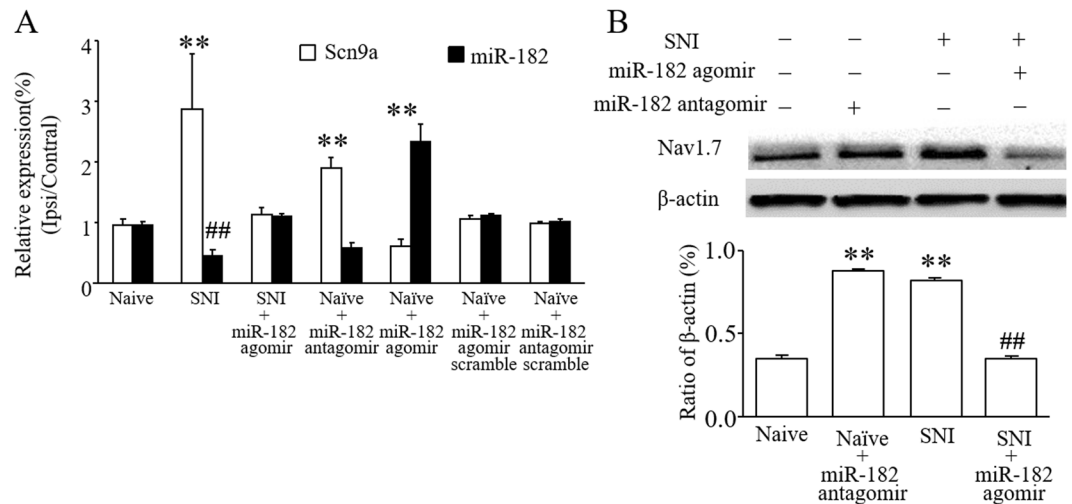 A
Relative expression(%)
(Ipsi/Control)
4
3
2
1
0
Scn9a
miR-182
**
##
**
**
Naive
SNI
SNI
+
miR-182
agomir
Naïve
+
miR-182
antagomir
Naïve
+
miR-182
agomir
Naïve
+
miR-182
agomir
scramble
Naïve
+
miR-182
antagomir
scramble
B
SNI – – + +
miR-182 agomir – – – +
miR-182 antagomir – + – –
Nav1.7
β-actin
Ratio of β-actin (%)
1.0
0.5
0.0
**
**
##
Naive
Naïve
+
miR-182
antagomir
SNI
SNI
+
miR-182
agomir